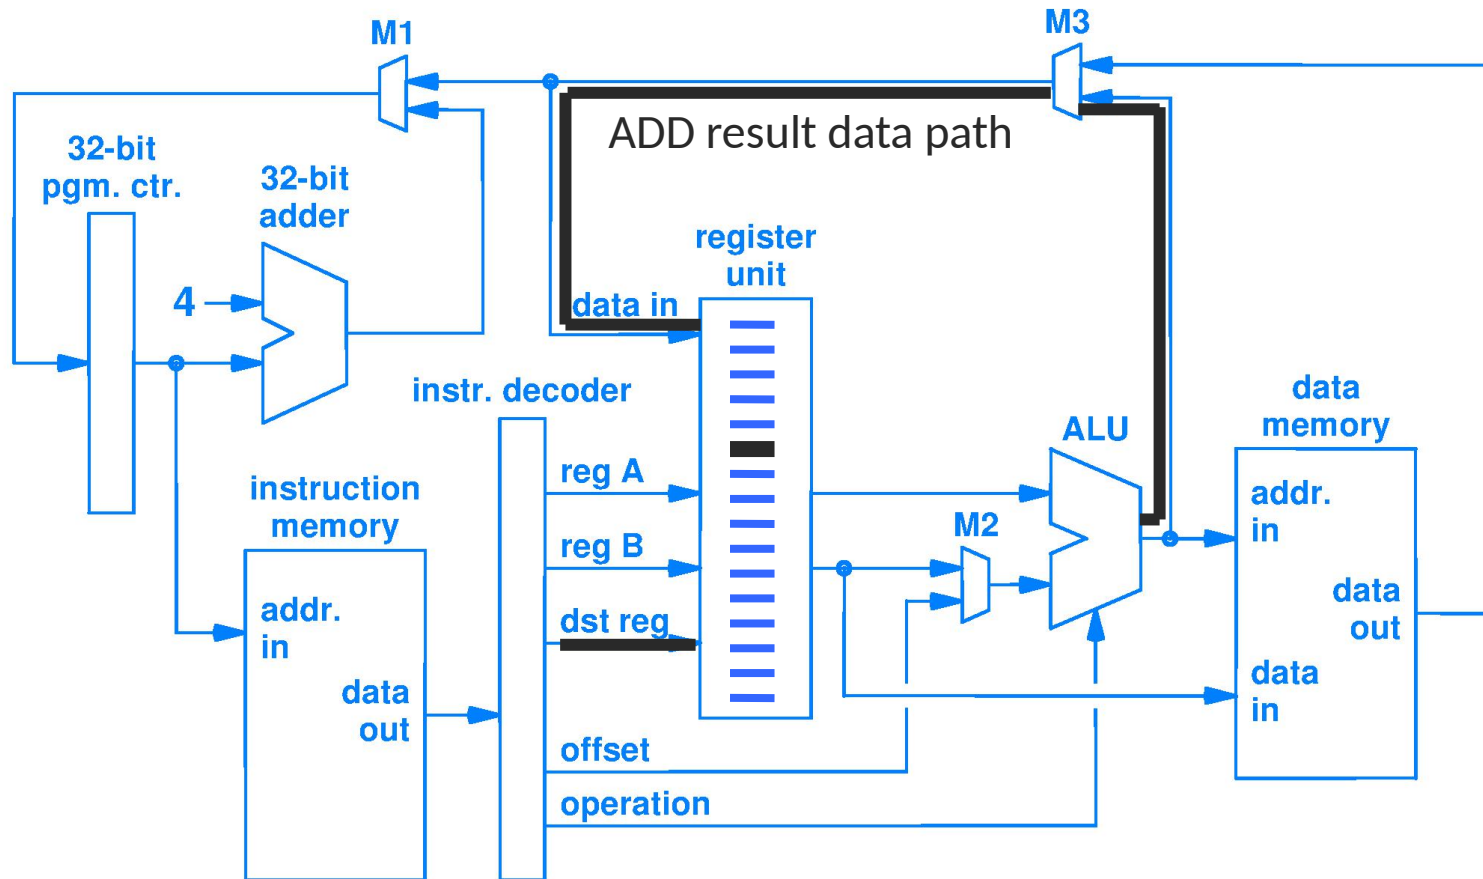 M1
M3
ADD result data path
32-bit
pgm. ctr.
32-bit
adder
4
register
unit
data in
instr. decoder
reg A
reg B
dst reg
offset
operation
instruction
memory
addr.
in
data
out
M2
ALU
data
memory
addr.
in
data
out
data
in